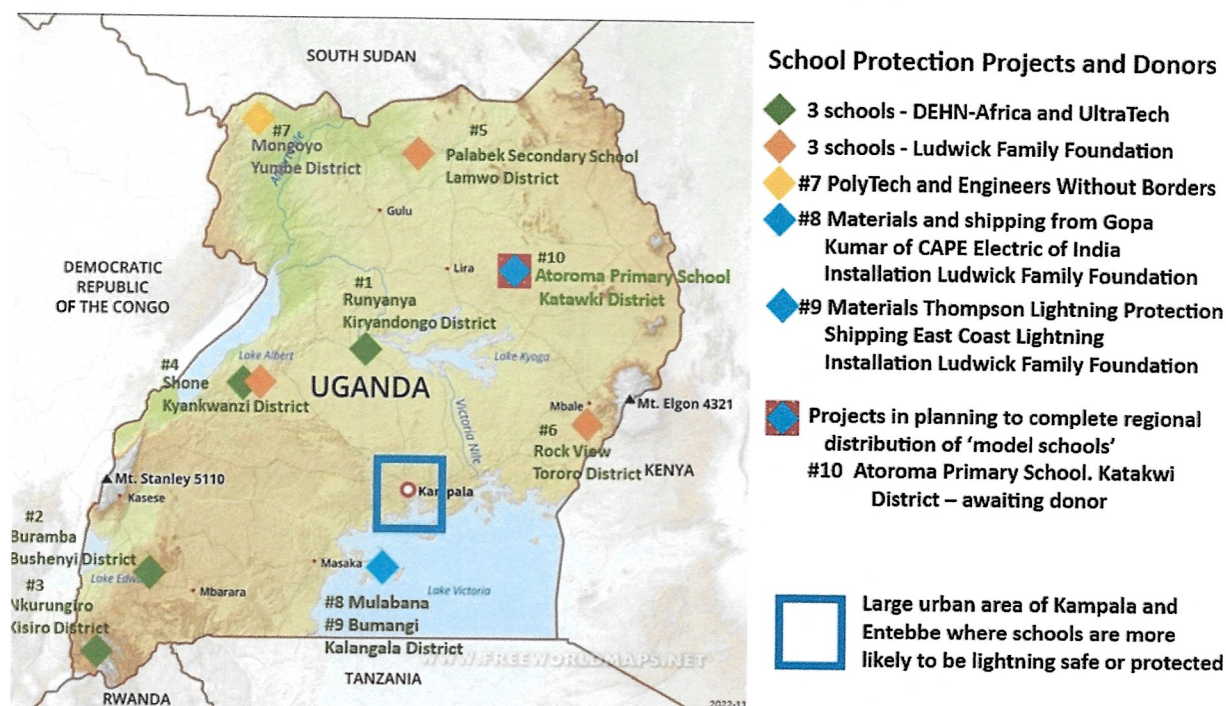 SOUTH SUDAN
#7
Mongoyo
Yumbe District
#5
Palabek Secondary School
Lamwo District
Gulu
DEMOCRATIC
REPUBLIC
OF THE CONGO
Lira
#10
Atoroma Primary School
Katawki District
#1
Runyanya
Kiryandongo District
Lake Albert
Lake Kyoga
#4
Shone
Kyankwanzi District
UGANDA
Victoria Nile
Mbale
Mt. Elgon 4321
#6
Rock View
Tororo District
KENYA
Mt. Stanley 5110
Kasese
Kampala
#2
Buramba
Bushenyi District
Lake Edw
#3
Nkurungiro
Kisiro District
Mbarara
Masaka
Lake Victoria
#8 Mulabana
#9 Bumangi
Kalangala District
WWW.FREEWORLDMAPS.NET
TANZANIA
RWANDA
2022-11
School Protection Projects and Donors
3 schools - DEHN-Africa and UltraTech
3 schools - Ludwick Family Foundation
#7 PolyTech and Engineers Without Borders
#8 Materials and shipping from Gopa
Kumar of CAPE Electric of India
Installation Ludwick Family Foundation
#9 Materials Thompson Lightning Protection
Shipping East Coast Lightning
Installation Ludwick Family Foundation
Projects in planning to complete regional
distribution of ‘model schools’
#10 Atoroma Primary School. Katakwi
District – awaiting donor
Large urban area of Kampala and
Entebbe where schools are more
likely to be lightning safe or protected